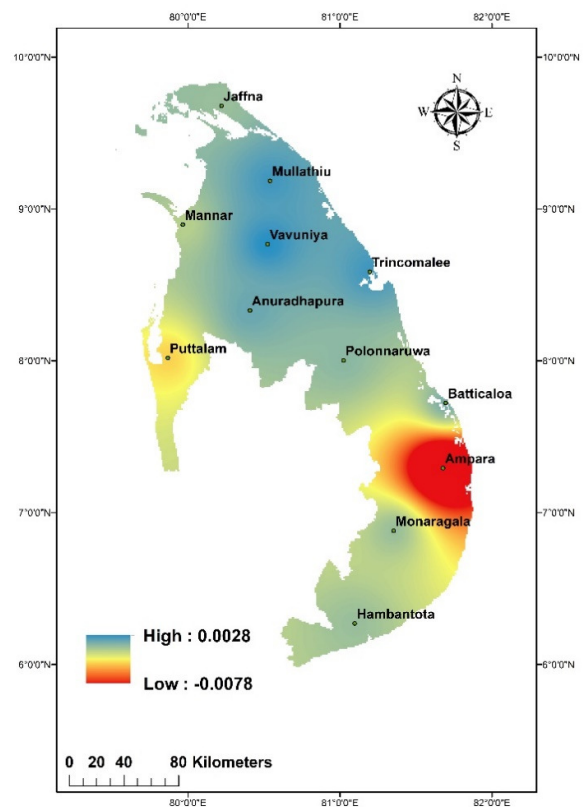 80°0'0"N 81°0'0"N 82°0'0"N
10°0'0"N 10°0'0"N
N
W E
S
Jaffna
Mullathiu
9°0'0"N 9°0'0"N
Mannar
Vavuniya
Trincomalee
Anuradhapura
Puttalam
Polonnaruwa
8°0'0"N 8°0'0"N
Batticaloa
Ampara
7°0'0"N 7°0'0"N
Monaragala
Hambantota
High : 0.0028
6°0'0"N 6°0'0"N
Low : -0.0078
0 20 40 80 Kilometers
80°0'0"N 81°0'0"N 82°0'0"N